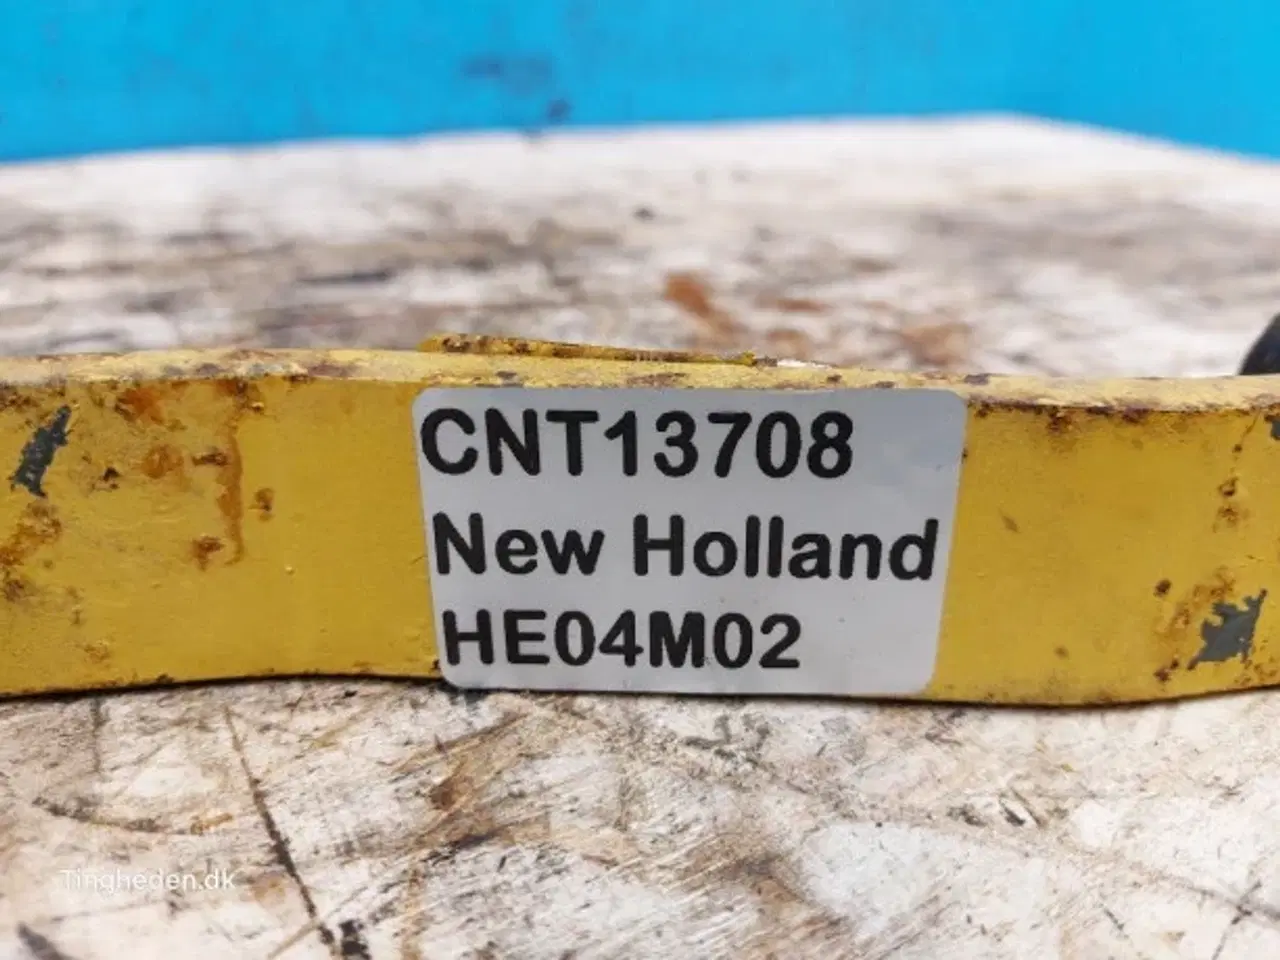 CNT13708
New Holland
HE04M02
Tingheden.dk